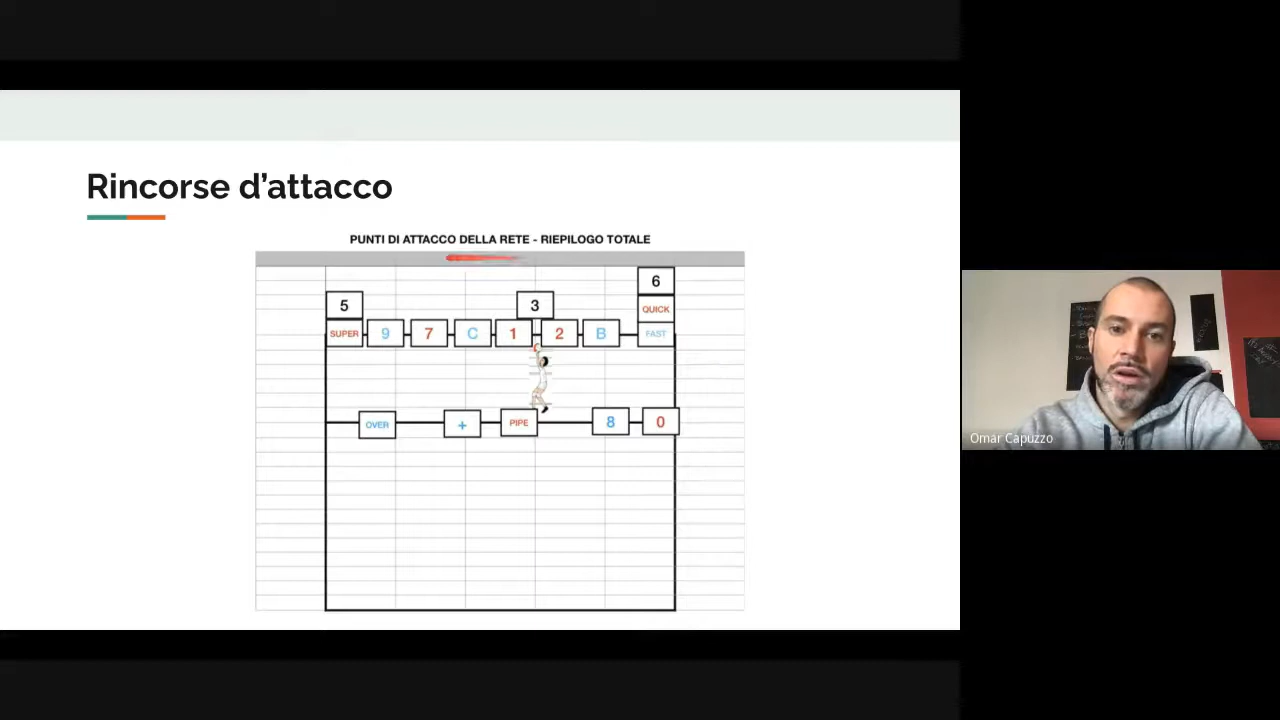 Rincorse d’attacco
PUNTI DI ATTACCO DELLA RETE - RIEPILOGO TOTALE
6
5
3
QUICK
SUPER
9
7
C
1
2
B
FAST
OVER
+
PIPE
8
0
Omar Capuzzo